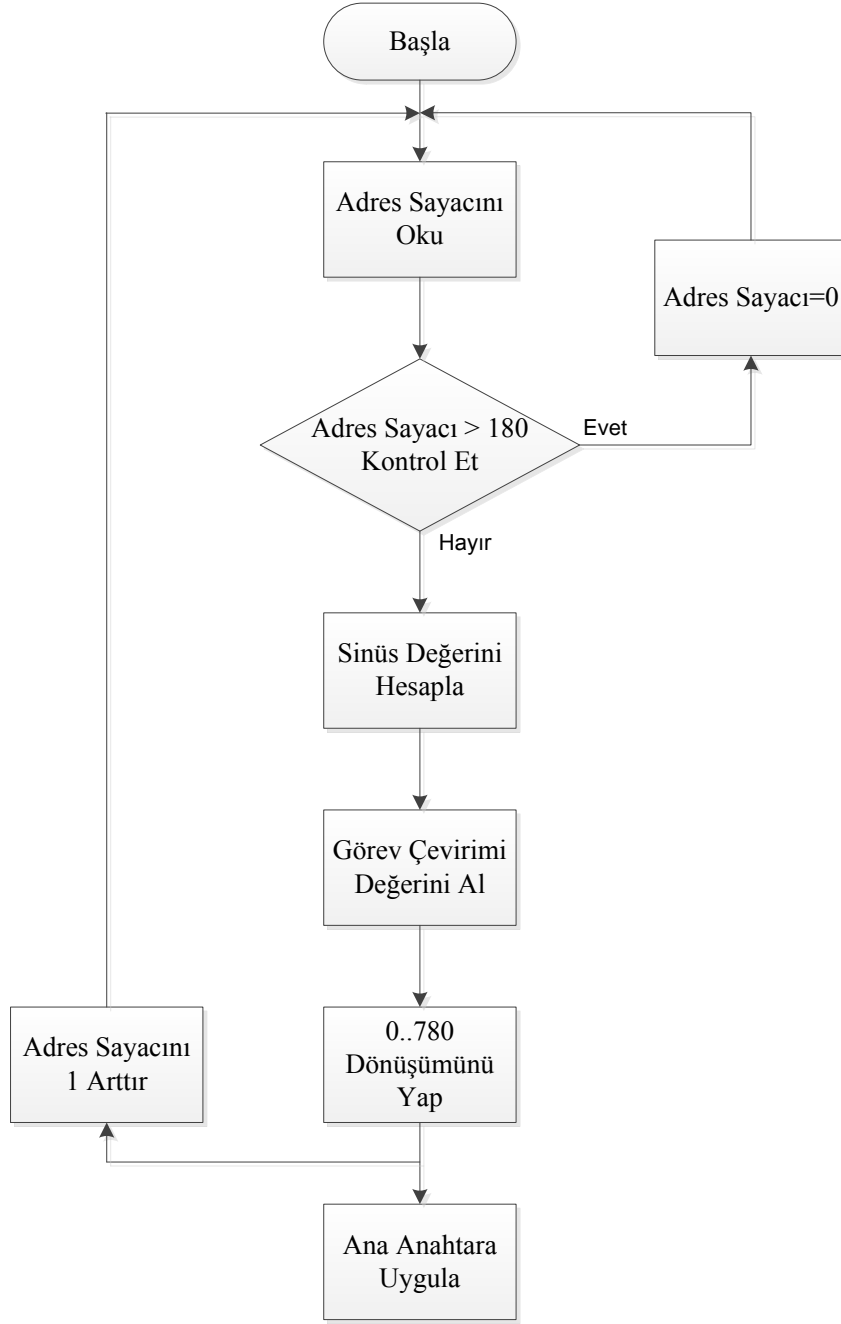 Başla
Adres Sayacını
Oku
Adres Sayacı=0
Adres Sayacı > 180
Kontrol Et
Evet
Hayır
Sinüs Değerini
Hesapla
Görev Çevirimi
Değerini Al
Adres Sayacını
1 Arttır
0..780
Dönüşümünü
Yap
Ana Anahtara
Uygula